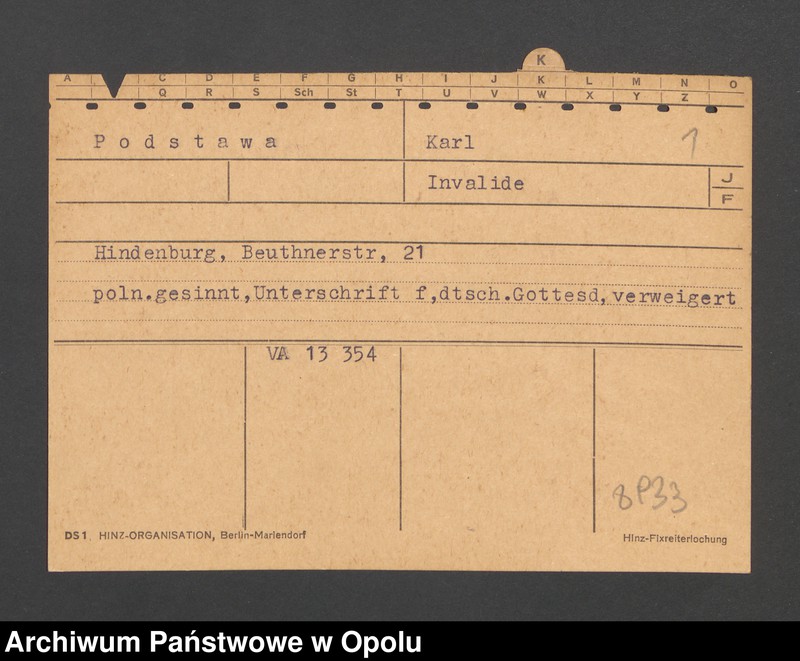 K
A C D E F G H I J K L M N O
Q R S Sch St T U V W X Y Z
Podstawa Karl 1
Invalide J
F
Hindenburg, Beuthnerstr, 21
poln.gesinnt,Unterschrift f,dtsch.Gottesd,verweigert
VA 13 354
8P33
DS1 HINZ-ORGANISATION, Berlin-Mariendorf Hinz-Fixreiterlochung
Archiwum Państwowe w Opolu